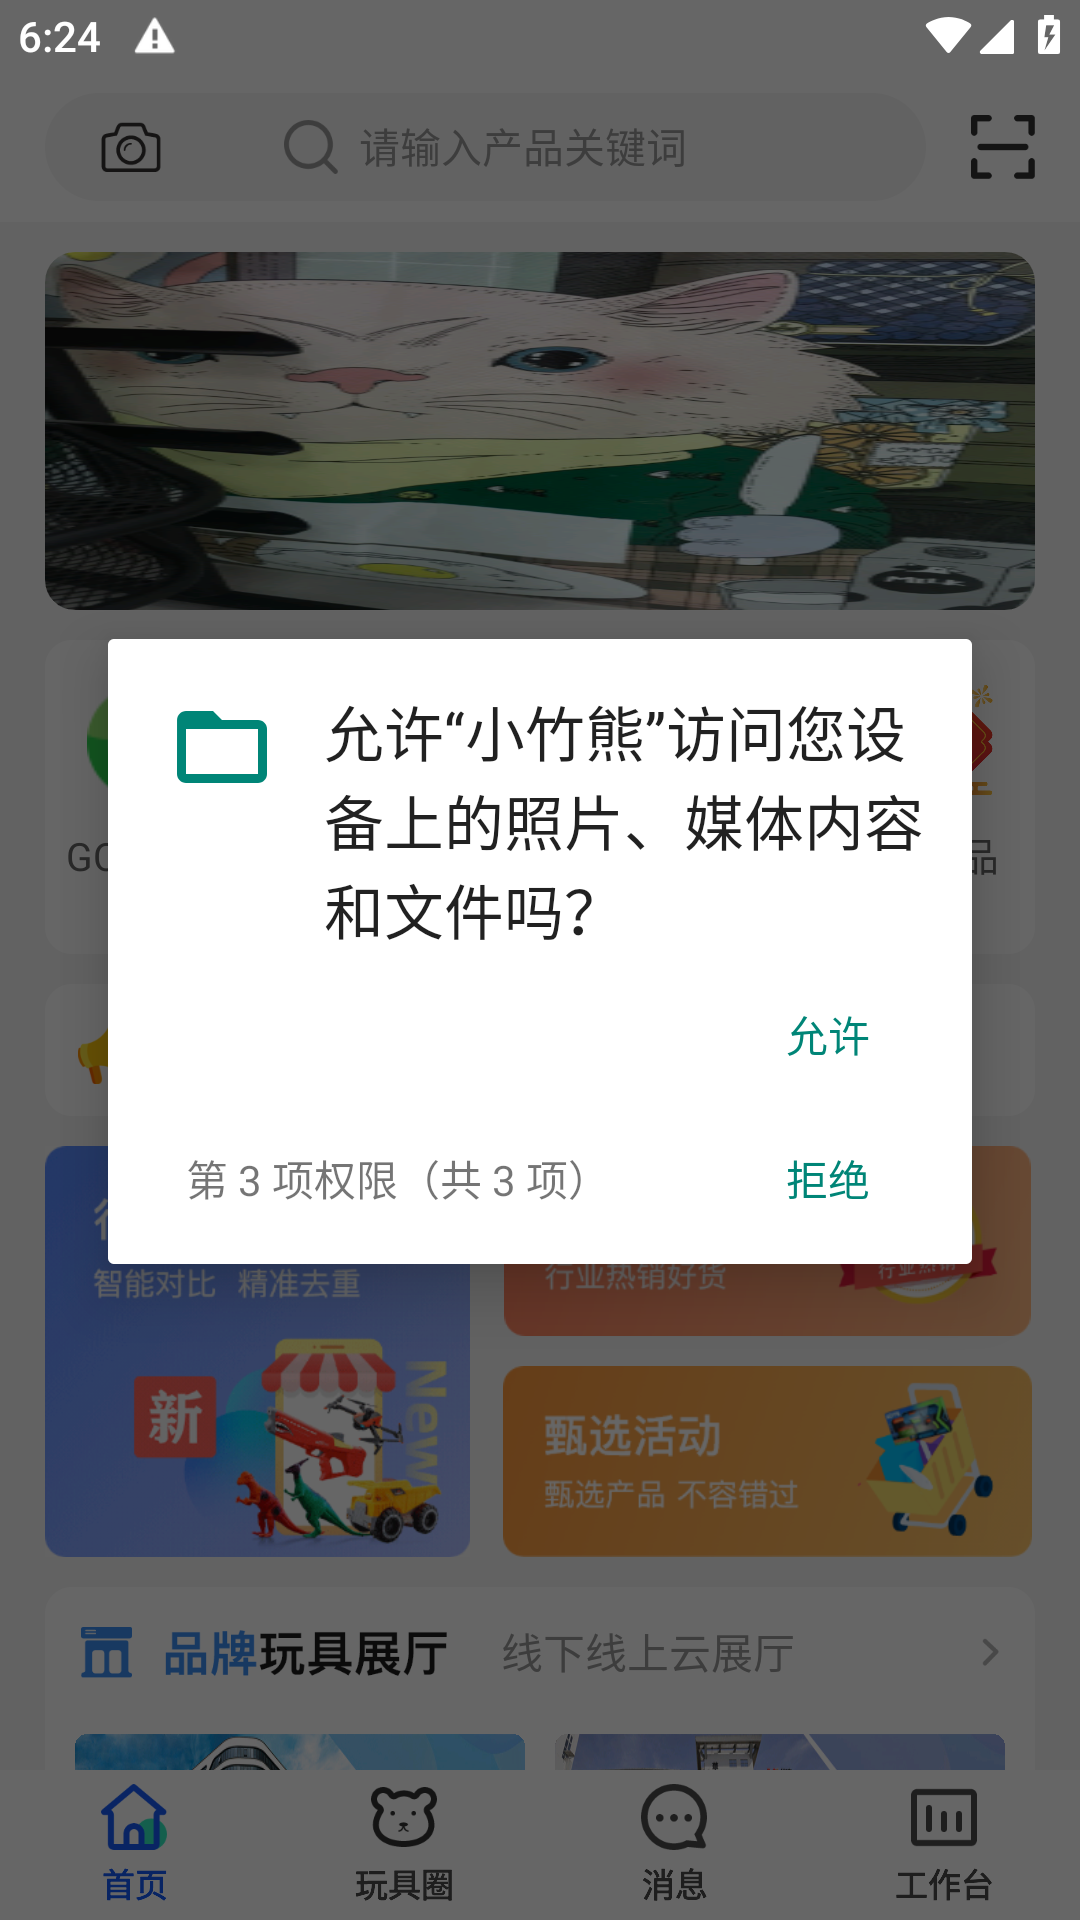 6:24
请输入产品关键词
允许“小竹熊”访问您设
备上的照片、媒体内容
和文件吗？
品
允许
第 3 项权限（共 3 项）
拒绝
智能对比 精准去重
行业热销好货
行业热销
新
New
甄选活动
甄选产品 不容错过
品牌玩具展厅
线下线上云展厅
首页
玩具圈
消息
工作台